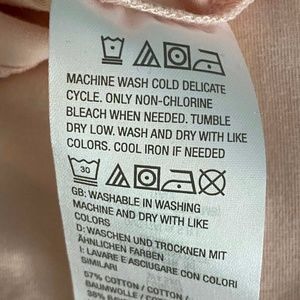 MACHINE WASH COLD DELICATE
CYCLE. ONLY NON-CHLORINE
BLEACH WHEN NEEDED. TUMBLE
DRY LOW. WASH AND DRY WITH LIKE
COLORS. COOL IRON IF NEEDED
30
GB: WASHABLE IN WASHING
MACHINE AND DRY WITH LIKE
COLORS
D: WASCHEN UND TROCKNEN MIT
ÄHNLICHEN FARBEN
I: LAVARE E ASCIUGARE CON COLORI
SIMILARI
57% COTTON / COTTON /
BAUMWOLLE / COTONE /